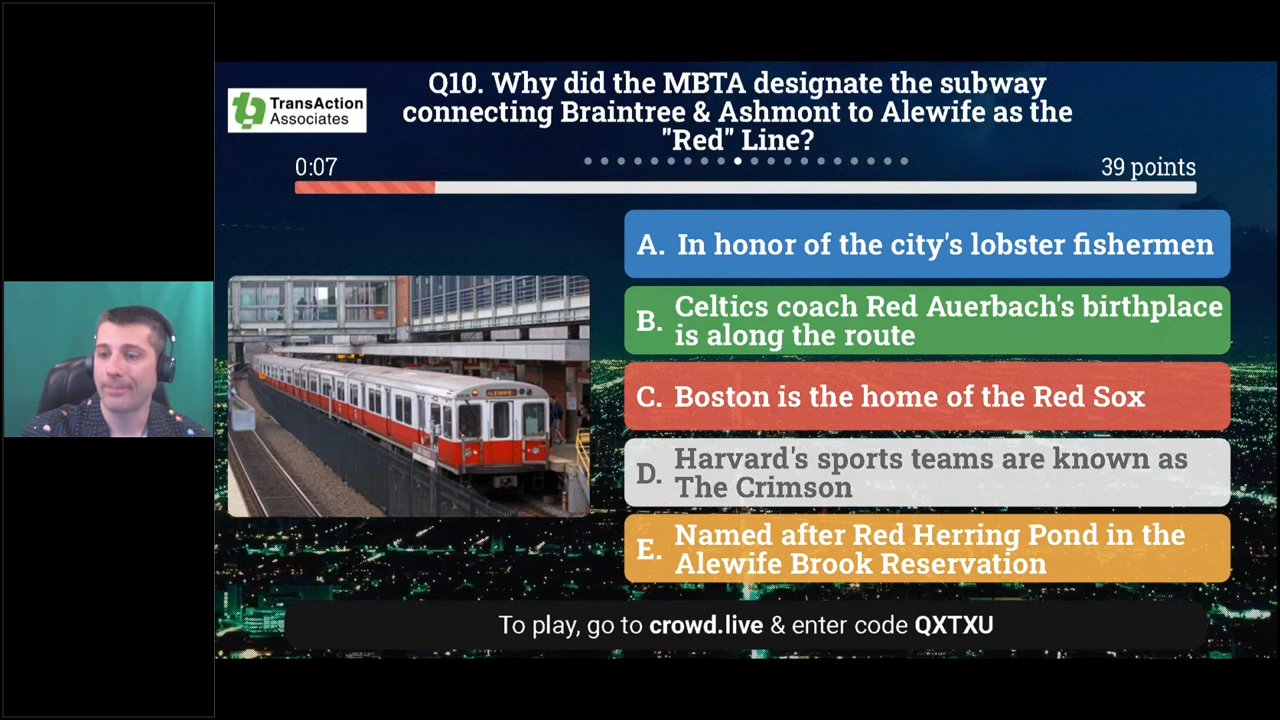 TransAction
Associates
Q10. Why did the MBTA designate the subway
connecting Braintree & Ashmont to Alewife as the
"Red" Line?
0:07
39 points
A. In honor of the city's lobster fishermen
B. Celtics coach Red Auerbach's birthplace
is along the route
C. Boston is the home of the Red Sox
D. Harvard's sports teams are known as
The Crimson
E. Named after Red Herring Pond in the
Alewife Brook Reservation
ALEWIFE
To play, go to crowd.live & enter code QXTXU